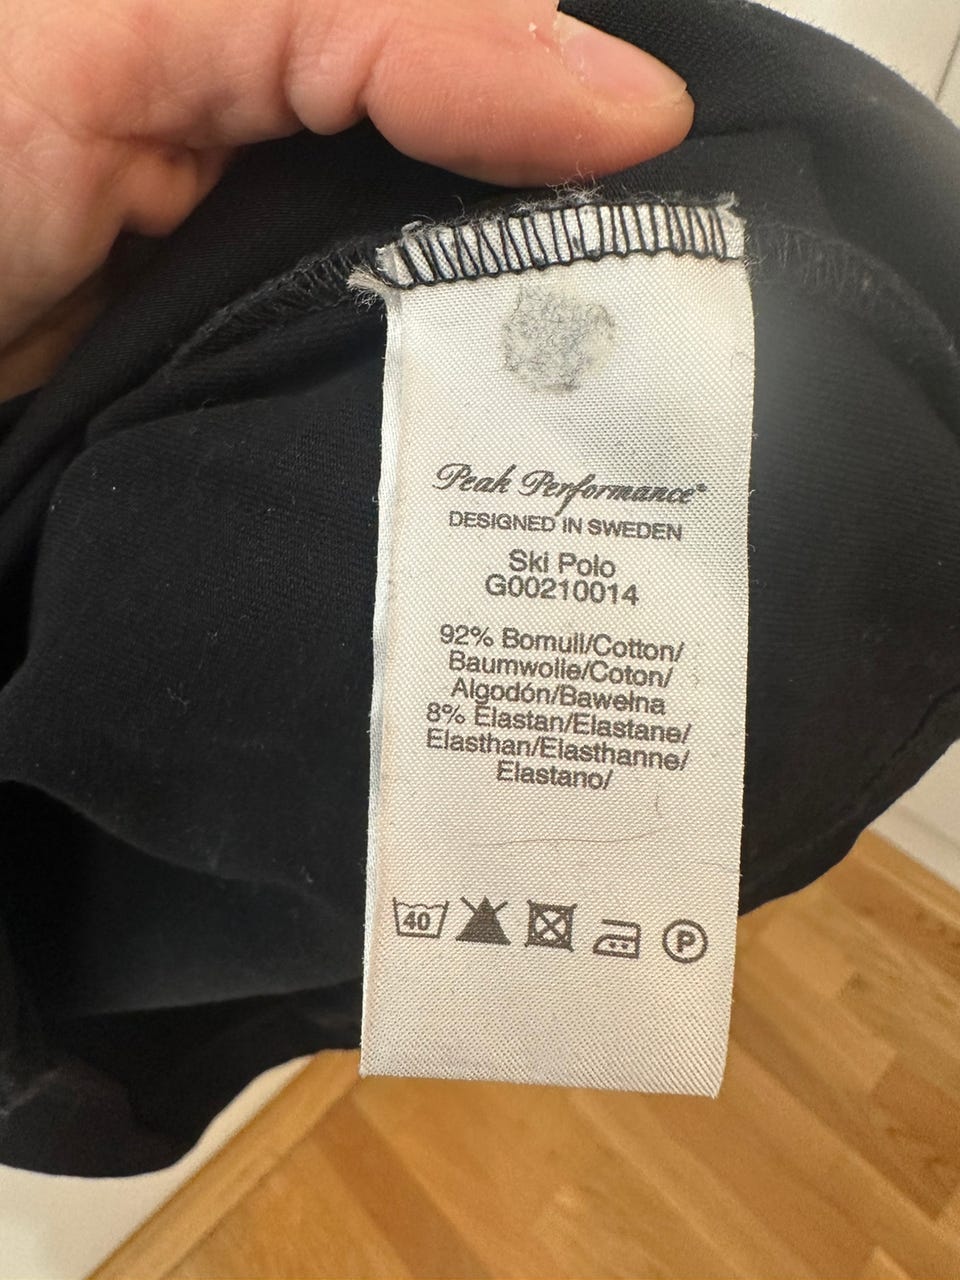 Peak Performance®
DESIGNED IN SWEDEN
Ski Polo
G00210014
92% Bomull/Cotton/
Baumwolle/Coton/
Algodón/Bawełna
8% Elastan/Elastane/
Elasthan/Elasthanne/
Elastano/
40
P